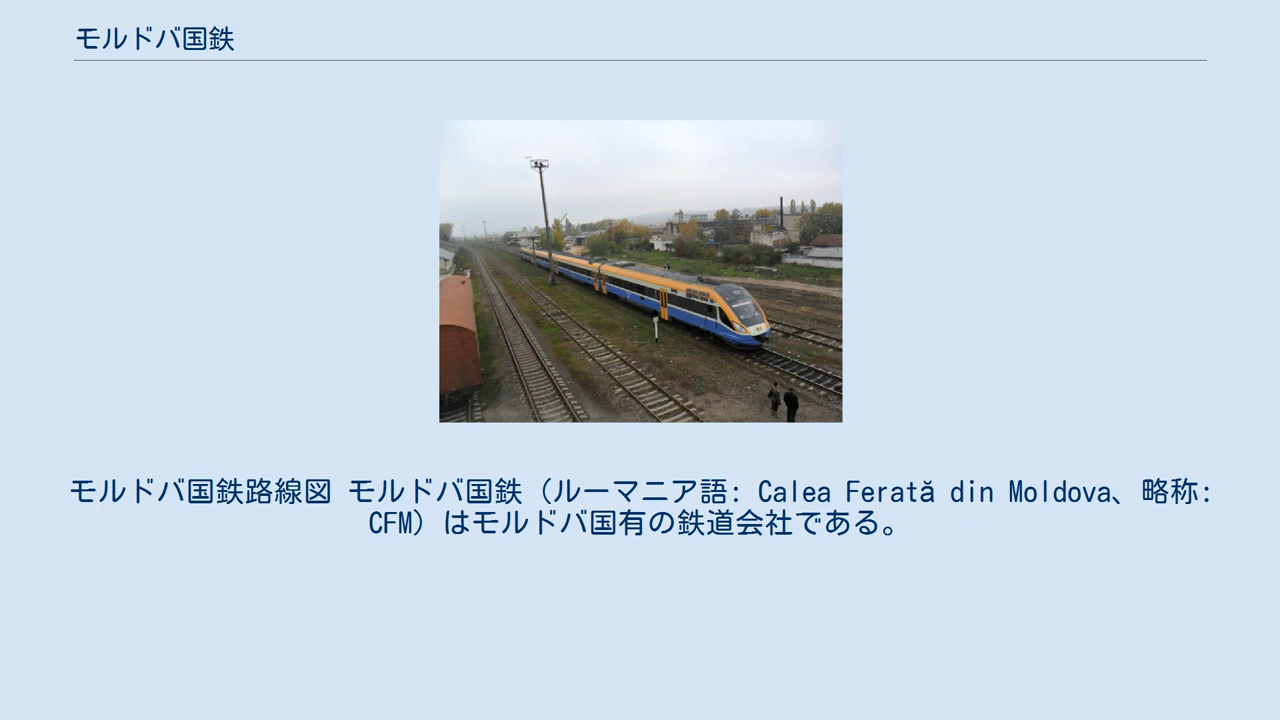 モルドバ国鉄
モルドバ国鉄路線図 モルドバ国鉄（ルーマニア語: Calea Ferată din Moldova、略称:
CFM）はモルドバ国有の鉄道会社である。